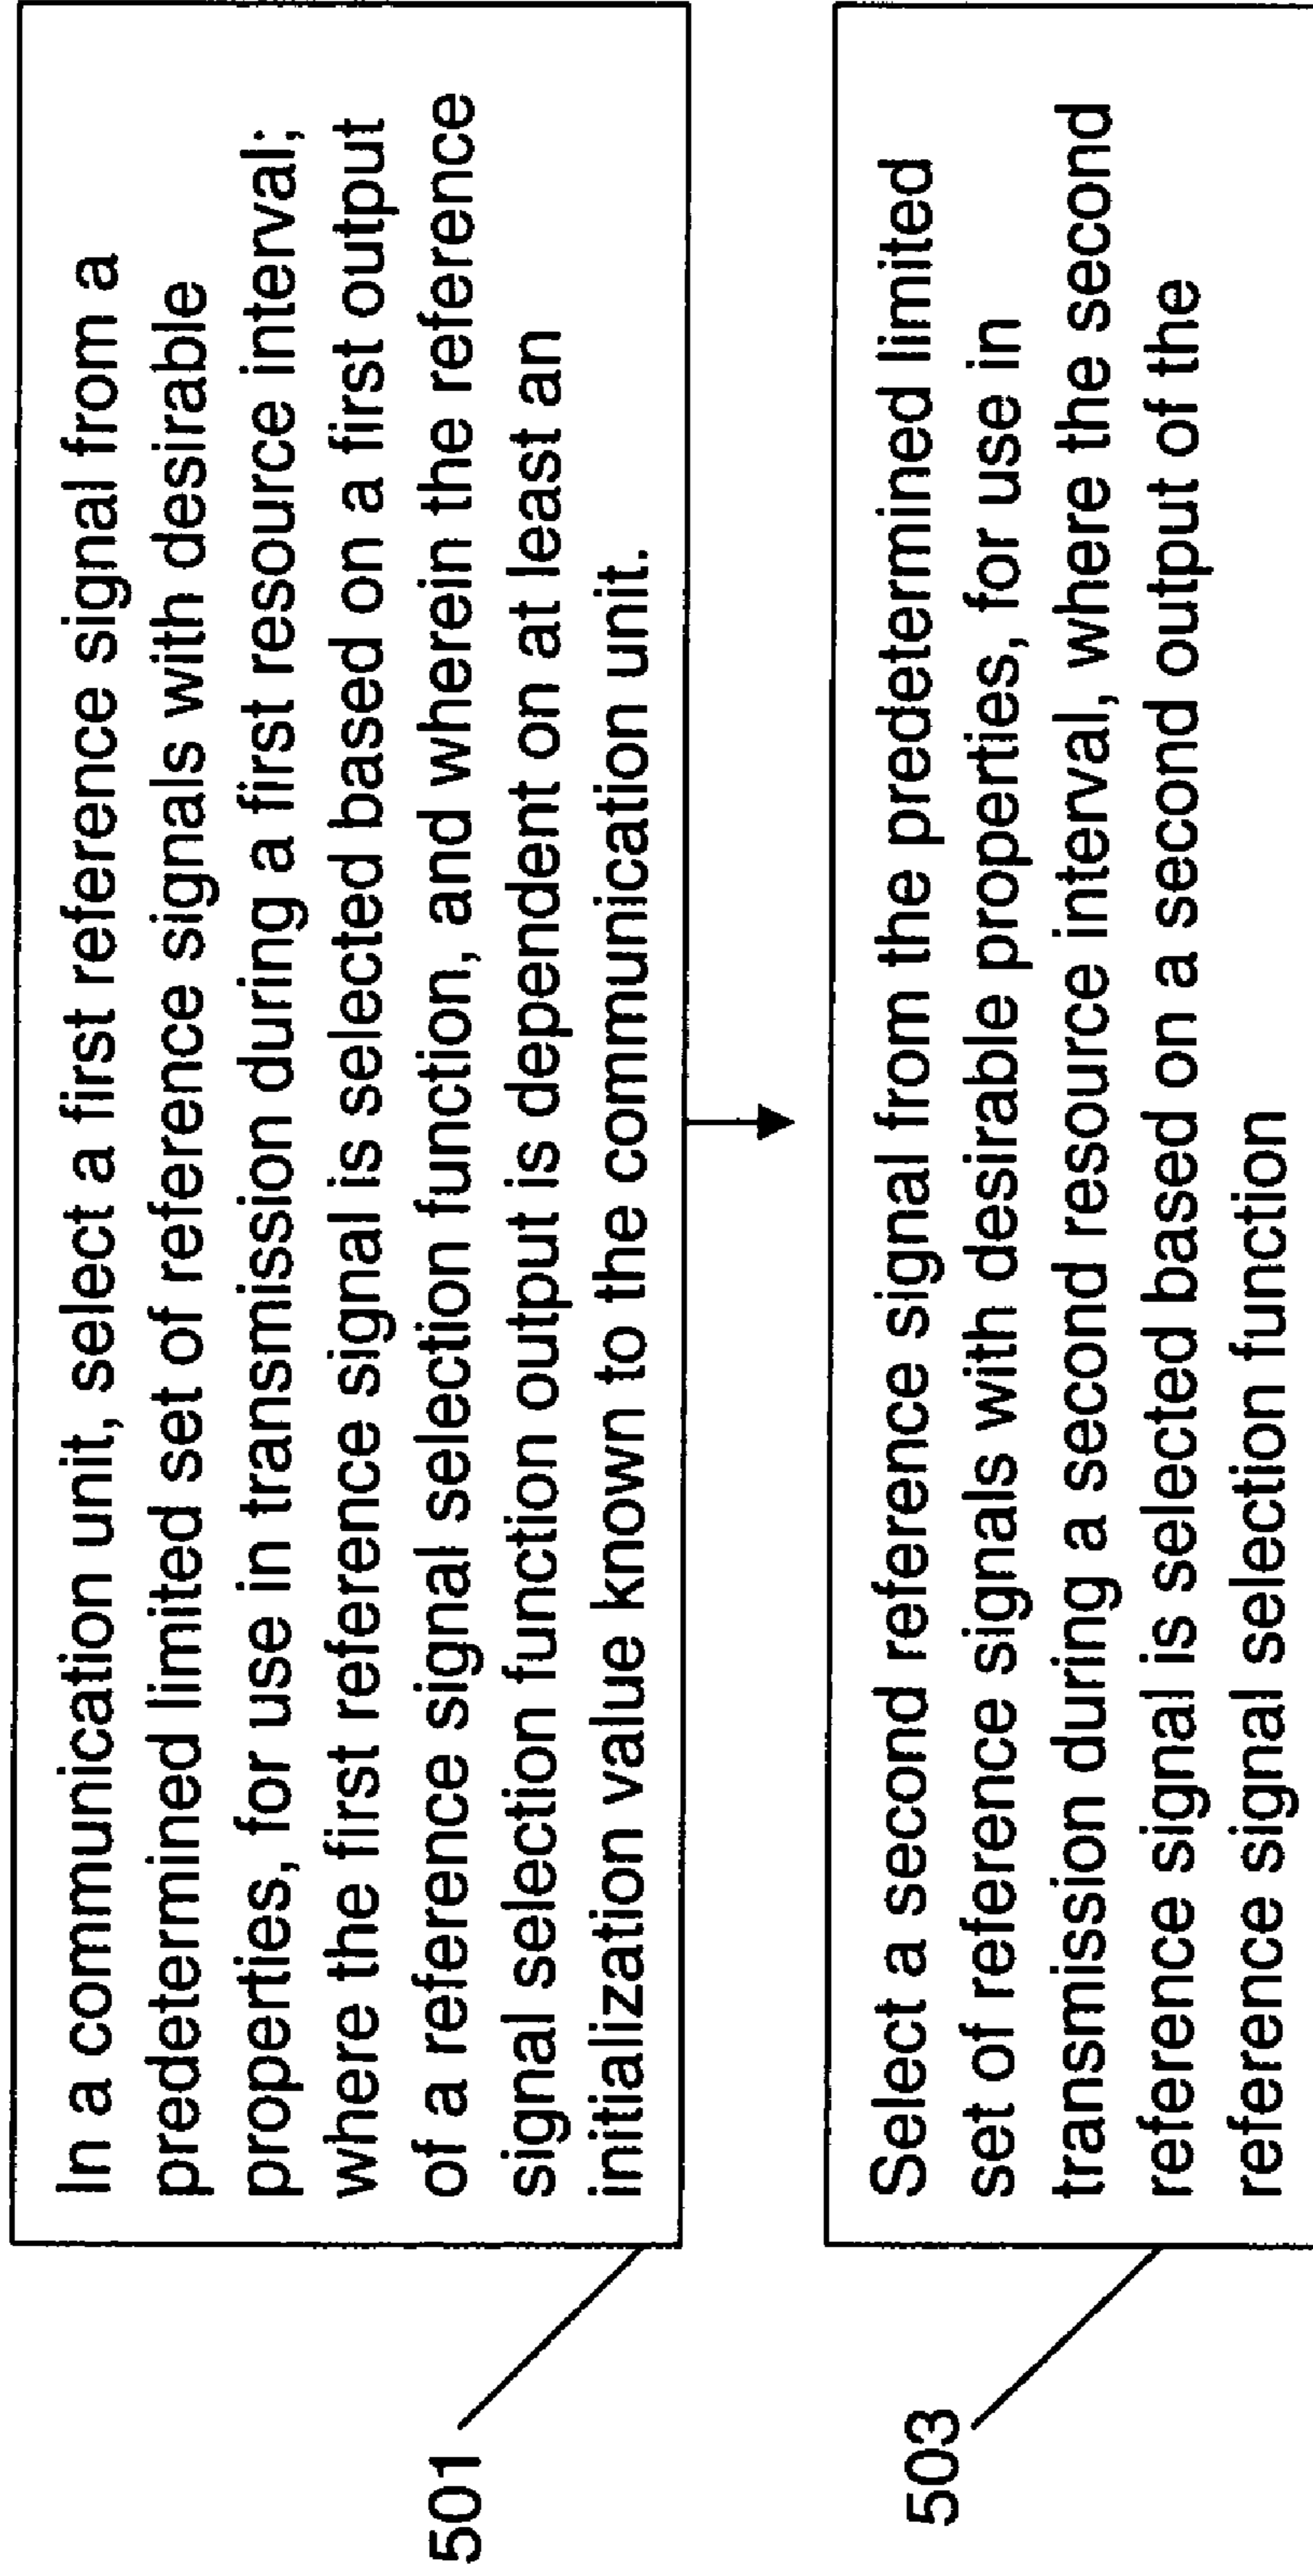 In a communication unit, select a first reference signal from a
predetermined limited set of reference signals with desirable
properties, for use in transmission during a first resource interval;
where the first reference signal is selected based on a first output
of a reference signal selection function, and wherein the reference
signal selection function output is dependent on at least an
initialization value known to the communication unit.
501
Select a second reference signal from the predetermined limited
set of reference signals with desirable properties, for use in
transmission during a second resource interval, where the second
reference signal is selected based on a second output of the
reference signal selection function
503